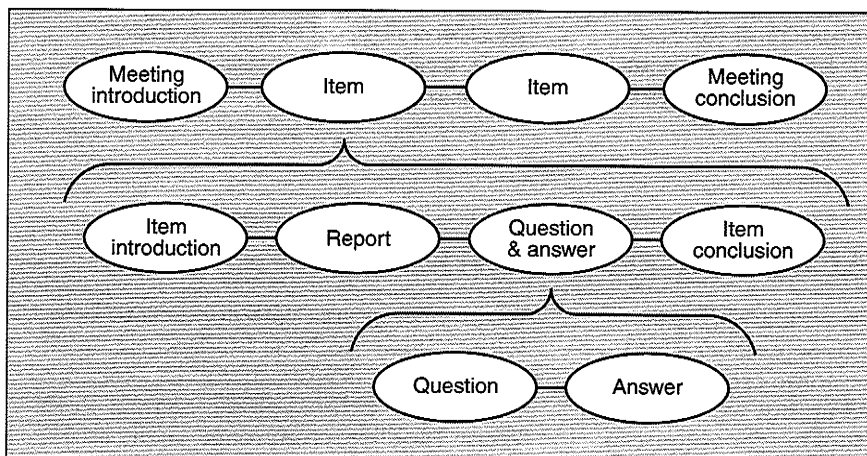 Meeting
introduction
Item
Item
Meeting
conclusion
Item
introduction
Report
Question
& answer
Item
conclusion
Question
Answer